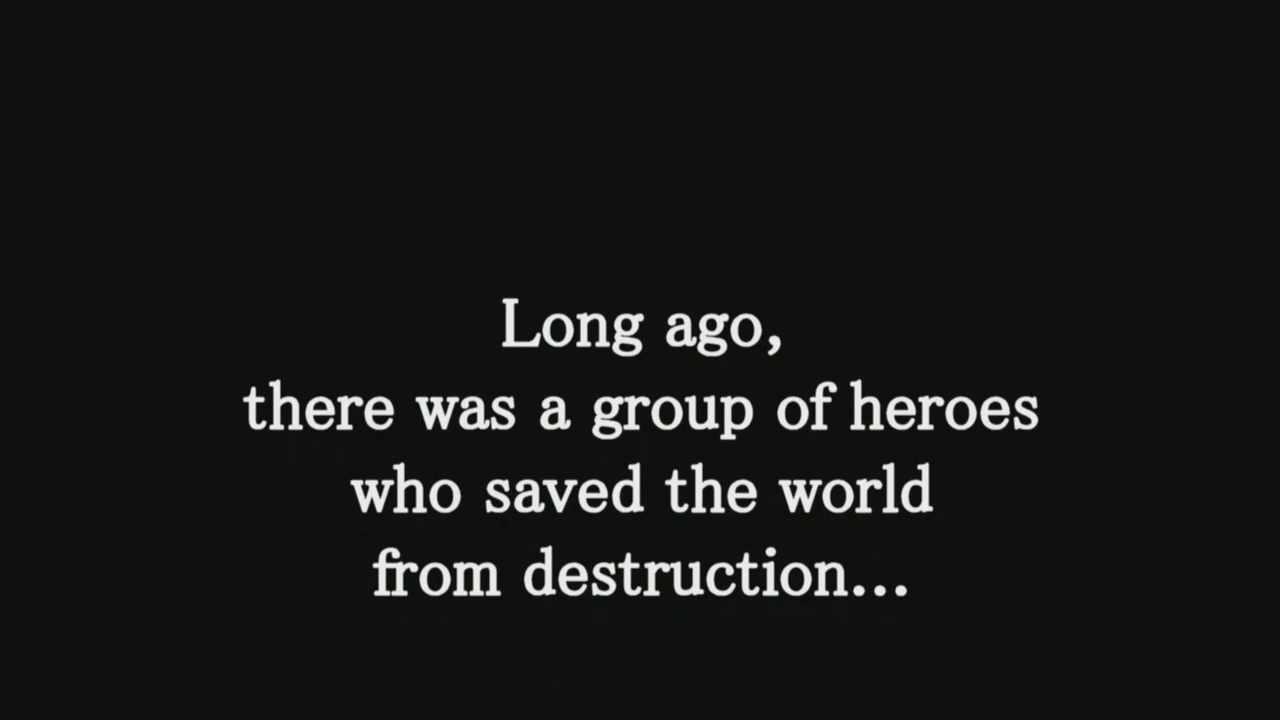 Long ago,
there was a group of heroes
who saved the world
from destruction...